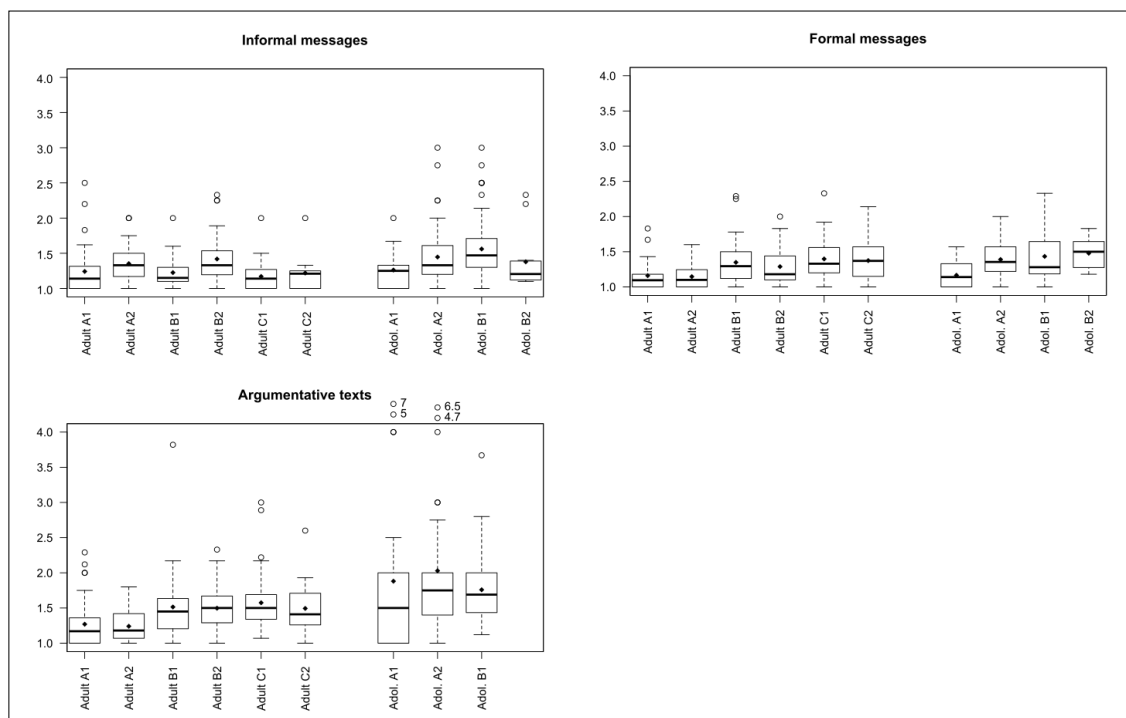 Informal messages
4.0
3.5
3.0
2.5
2.0
1.5
1.0
Adult A1
Adult A2
Adult B1
Adult B2
Adult C1
Adult C2
Adol. A1
Adol. A2
Adol. B1
Adol. B2
Formal messages
4.0
3.5
3.0
2.5
2.0
1.5
1.0
Adult A1
Adult A2
Adult B1
Adult B2
Adult C1
Adult C2
Adol. A1
Adol. A2
Adol. B1
Adol. B2
Argumentative texts
7
5
6.5
4.7
4.0
3.5
3.0
2.5
2.0
1.5
1.0
Adult A1
Adult A2
Adult B1
Adult B2
Adult C1
Adult C2
Adol. A1
Adol. A2
Adol. B1